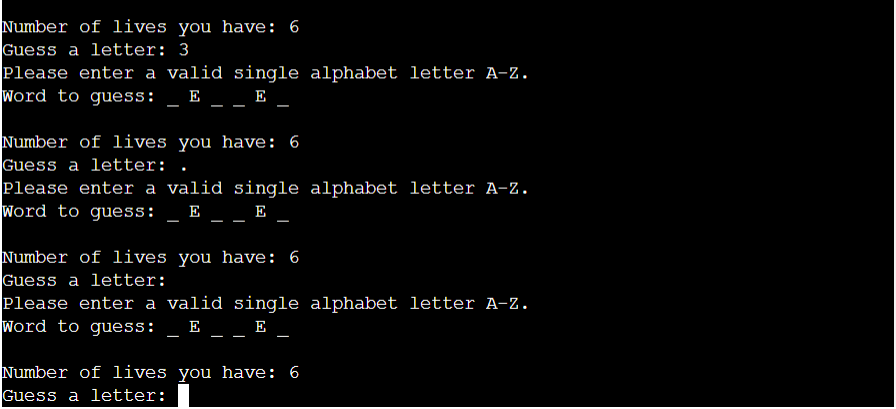 Number of lives you have: 6
Guess a letter: 3
Please enter a valid single alphabet letter A-Z.
Word to guess: _ E _ _ E _
Number of lives you have: 6
Guess a letter: .
Please enter a valid single alphabet letter A-Z.
Word to guess: _ E _ _ E _
Number of lives you have: 6
Guess a letter:
Please enter a valid single alphabet letter A-Z.
Word to guess: _ E _ _ E _
Number of lives you have: 6
Guess a letter: